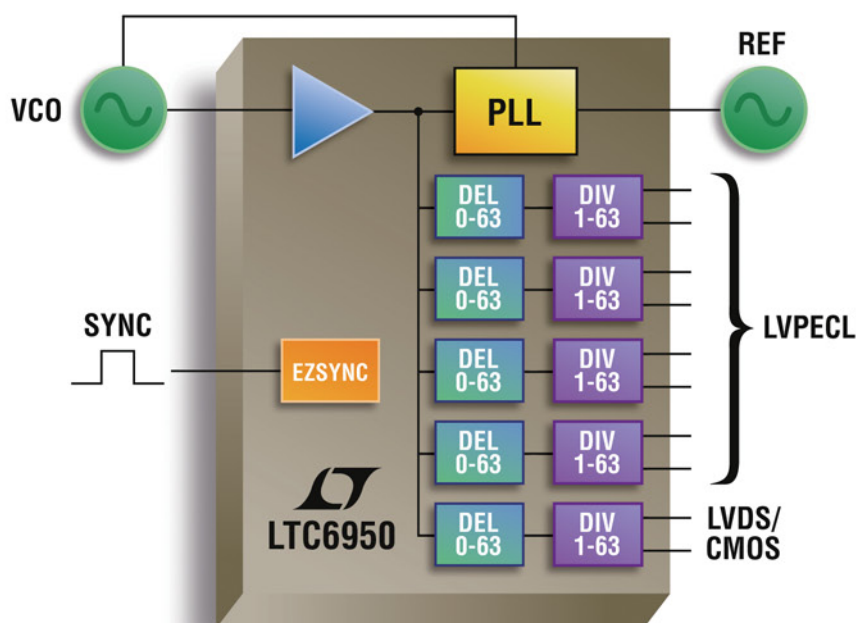 REF
VCO
PLL
DEL
0-63
DIV
1-63
DEL
0-63
DIV
1-63
SYNC
LVPECL
EZSYNC
DEL
0-63
DIV
1-63
DEL
0-63
DIV
1-63
LTC6950
DEL
0-63
DIV
1-63
LVDS/
CMOS